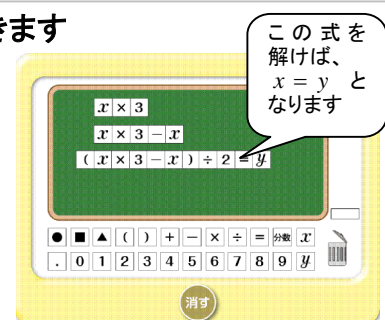 きます
この式を
解けば、
x = y と
なります
x × 3
x × 3 − x
( x × 3 − x ) ÷ 2 = y
● ■ ▲ ( ) + − × ÷ = 分数 x
. 0 1 2 3 4 5 6 7 8 9 y
消す